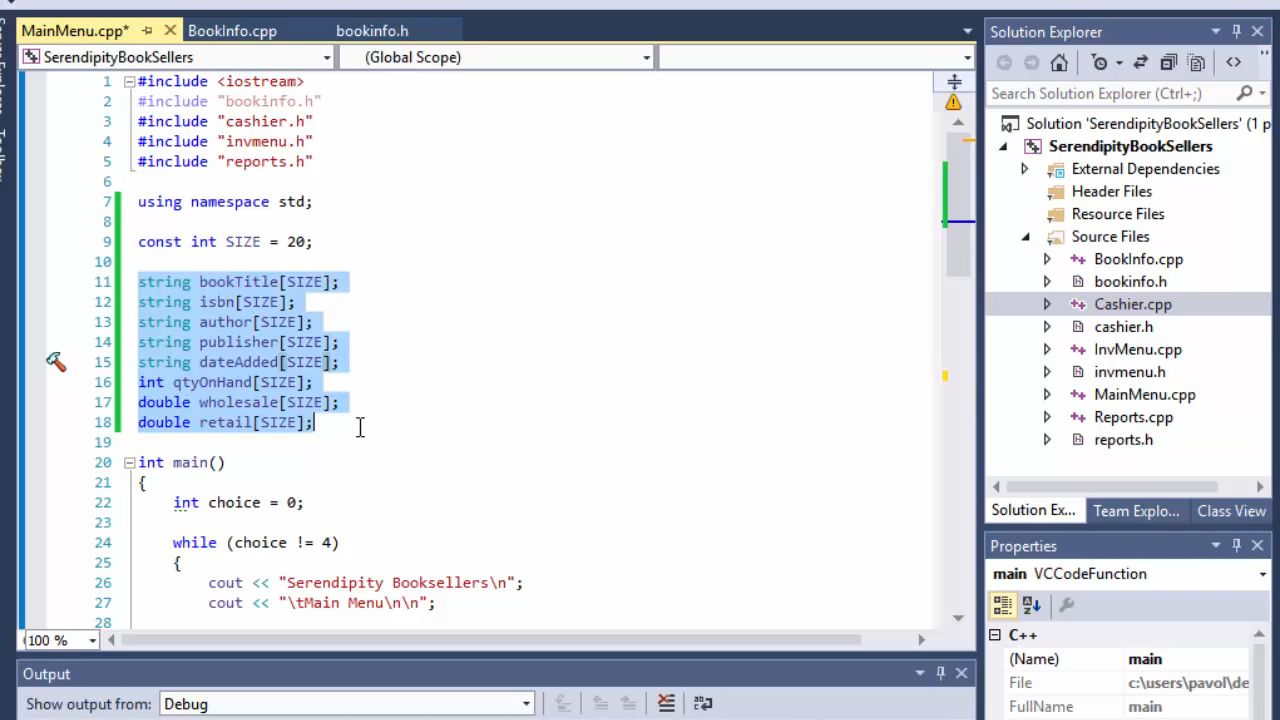 MainMenu.cpp*
BookInfo.cpp
bookinfo.h
SerendipityBookSellers
(Global Scope)
1 #include <iostream>
2 #include "bookinfo.h"
3 #include "cashier.h"
4 #include "invmenu.h"
5 #include "reports.h"
6
7 using namespace std;
8
9 const int SIZE = 20;
10
11 string bookTitle[SIZE];
12 string isbn[SIZE];
13 string author[SIZE];
14 string publisher[SIZE];
15 string dateAdded[SIZE];
16 int qtyOnHand[SIZE];
17 double wholesale[SIZE];
18 double retail[SIZE];
19
20 int main()
21 {
22 int choice = 0;
23
24 while (choice != 4)
25 {
26 cout << "Serendipity Booksellers\n";
27 cout << "\tMain Menu\n\n";
28
100 %
Output
Show output from: Debug
Solution Explorer
Search Solution Explorer (Ctrl+;)
Solution 'SerendipityBookSellers' (1 p
SerendipityBookSellers
External Dependencies
Header Files
Resource Files
Source Files
BookInfo.cpp
bookinfo.h
Cashier.cpp
cashier.h
InvMenu.cpp
invmenu.h
MainMenu.cpp
Reports.cpp
reports.h
Solution Ex... Team Explo... Class View
Properties
main VCCodeFunction
C++
(Name) main
File c:\users\pavol\de
FullName main